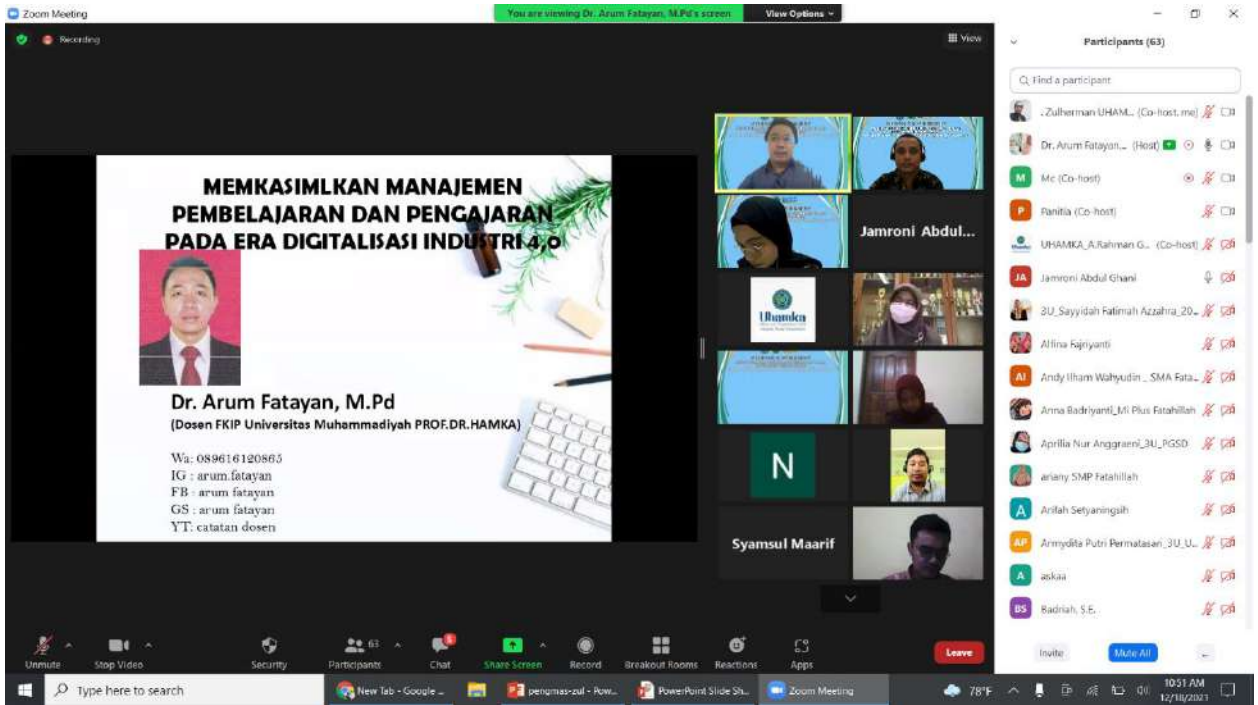 Zoom Meeting
You are viewing Dr. Arum Fatayan, M.Pd's screen
View Options
Recording
View
MEMKASIMLKAN MANAJEMEN
PEMBELAJARAN DAN PENGAJARAN
PADA ERA DIGITALISASI INDUSTRI 4,0
Dr. Arum Fatayan, M.Pd
(Dosen FKIP Universitas Muhammadiyah PROF.DR.HAMKA)
Wa: 089616120865
IG : arum.fatayan
FB : arum fatayan
GS : arum fatayan
YT: catatan dosen
Jamroni Abdul...
Uhamka
N
Syamsul Maarif
Participants (63)
Find a participant
.Zulherman UHAM... (Co-host, me)
Dr. Arum Fatayan,... (Host)
M Mc (Co-host)
P Panitia (Co-host)
UHAMKA_A.Rahman G... (Co-host)
JA Jamroni Abdul Ghani
3U_Sayyidah Fatimah Azzahra_20...
Alfina Fajriyanti
AI Andy Ilham Wahyudin _ SMA Fata...
Anna Badriyanti_Mi Plus Fatahillah
Aprilia Nur Anggraeni_3U_PGSD
ariany SMP Fatahillah
A Arifah Setyaningsih
AP Armydita Putri Permatasari_3U_U...
A askaa
BS Badriah, S.E.
Invite
Mute All
...
Unmute
Stop Video
Security
63
Participants
Chat
Share Screen
Record
Breakout Rooms
Reactions
Apps
Leave
Type here to search
New Tab - Google ...
pengmas-zul - Pow...
PowerPoint Slide Sh...
Zoom Meeting
78°F
10:51 AM
12/18/2021